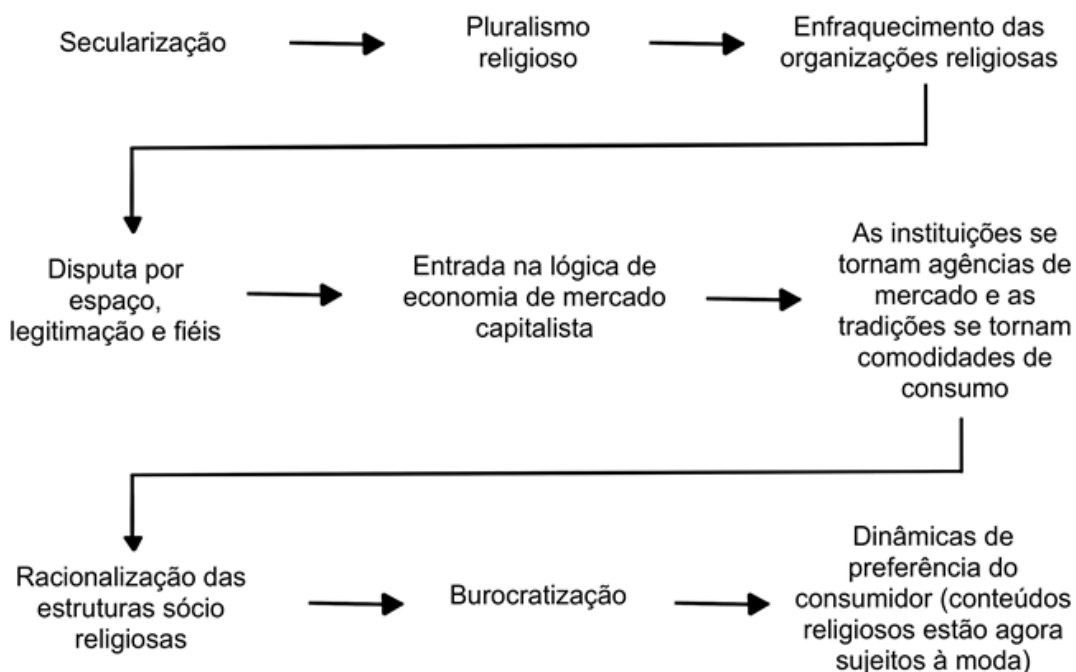 Secularização
Pluralismo
religioso
Enfraquecimento das
organizações religiosas
Disputa por
espaço,
legitimação e fiéis
Entrada na lógica de
economia de mercado
capitalista
As instituições se
tornam agências de
mercado e as
tradições se tornam
comodidades de
consumo
Racionalização das
estruturas sócio
religiosas
Burocratização
Dinâmicas de
preferência do
consumidor (conteúdos
religiosos estão agora
sujeitos à moda)